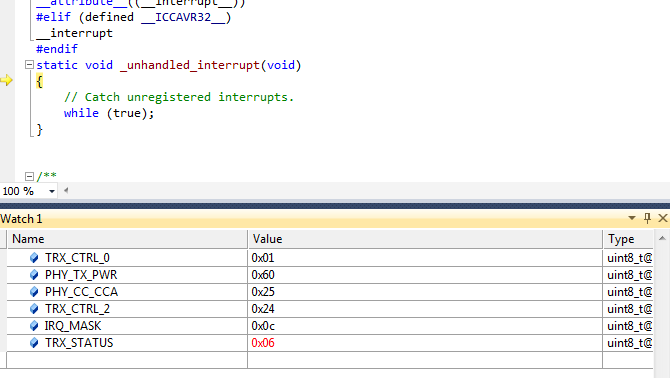 __attribute__((__interrupt__))
#elif (defined __ICCAVR32__)
__interrupt
#endif
static void _unhandled_interrupt(void)
{
// Catch unregistered interrupts.
while (true);
}
/**
100 %
Watch 1
Name Value Type
TRX_CTRL_0 0x01 uint8_t@
PHY_TX_PWR 0x60 uint8_t@
PHY_CC_CCA 0x25 uint8_t@
TRX_CTRL_2 0x24 uint8_t@
IRQ_MASK 0x0c uint8_t@
TRX_STATUS 0x06 uint8_t@